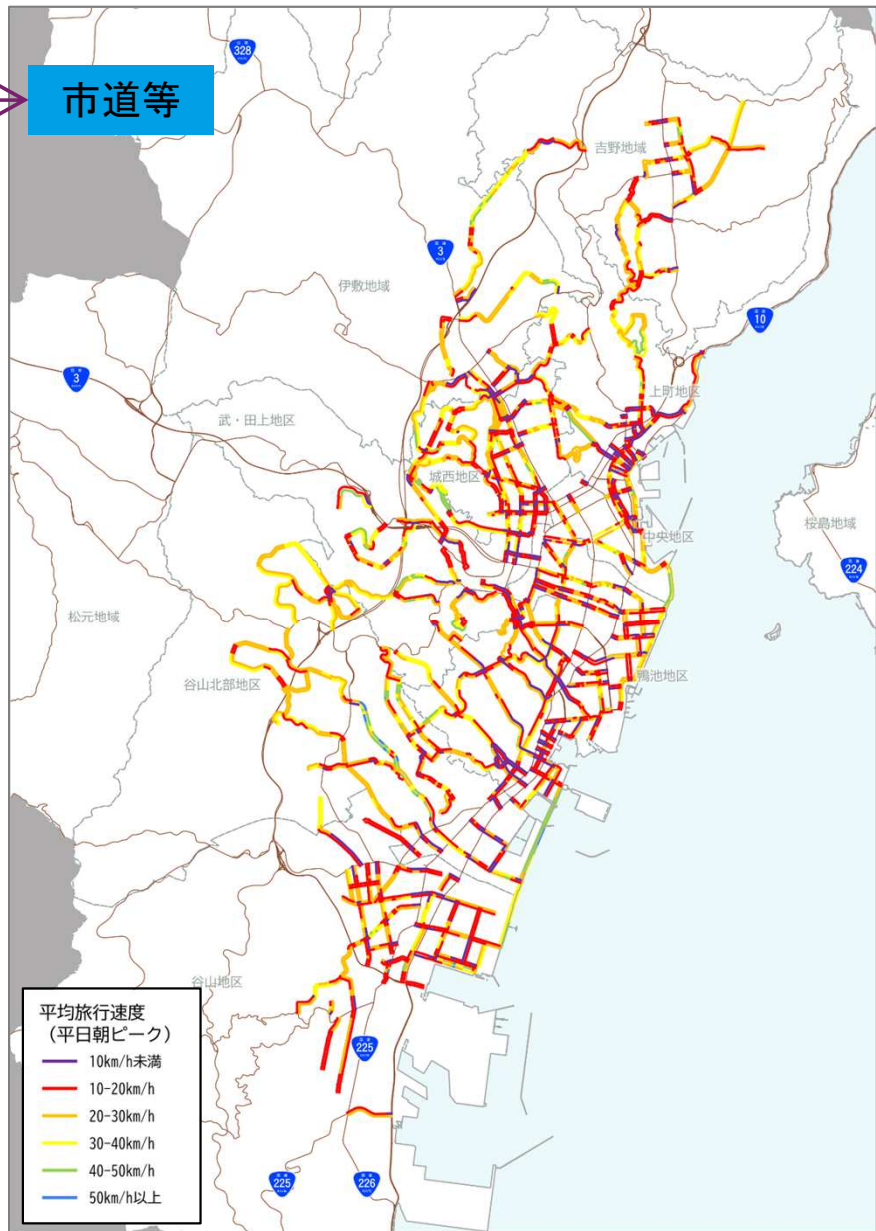 市道等
328
吉野地域
3
伊敷地域
10
3
上町地区
武・田上地区
城西地区
桜島地域
中央地区
224
松元地域
鴨池地区
谷山北部地区
谷山地区
平均旅行速度
（平日朝ピーク）
10km/h未満
10-20km/h
20-30km/h
30-40km/h
40-50km/h
50km/h以上
225
225
226